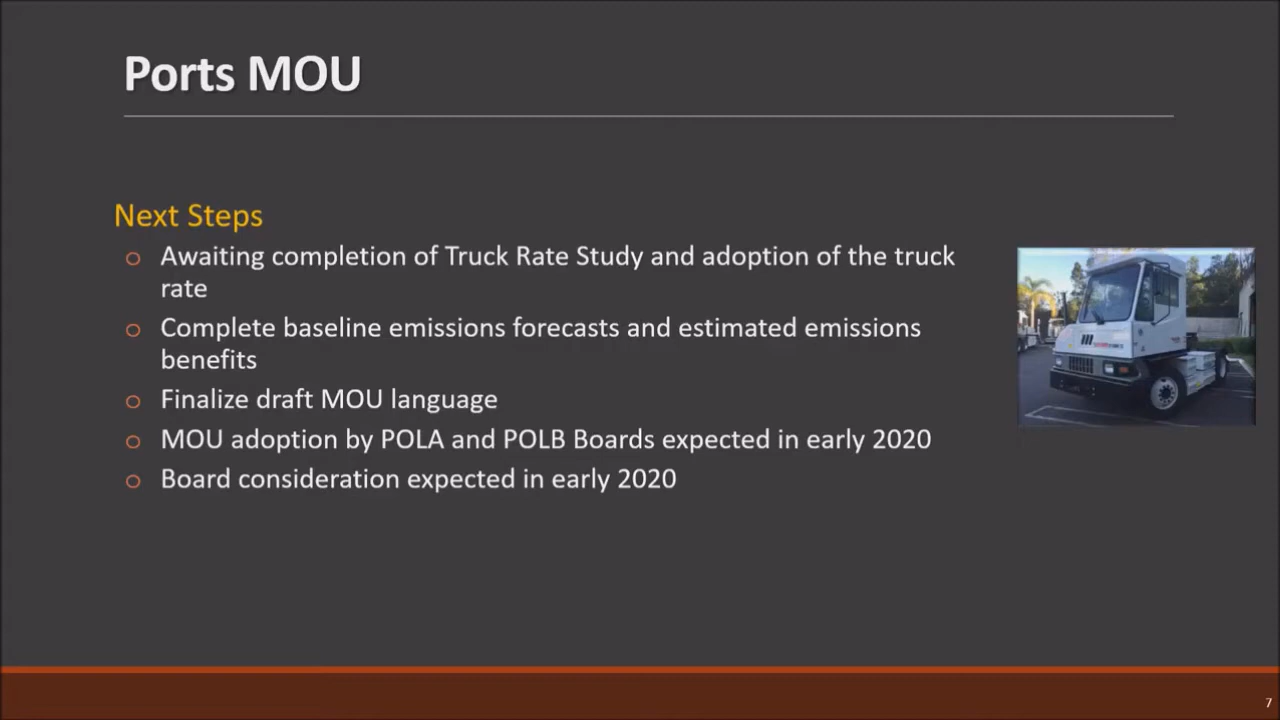 Ports MOU
Next Steps
o Awaiting completion of Truck Rate Study and adoption of the truck
rate
o Complete baseline emissions forecasts and estimated emissions
benefits
o Finalize draft MOU language
o MOU adoption by POLA and POLB Boards expected in early 2020
o Board consideration expected in early 2020
7